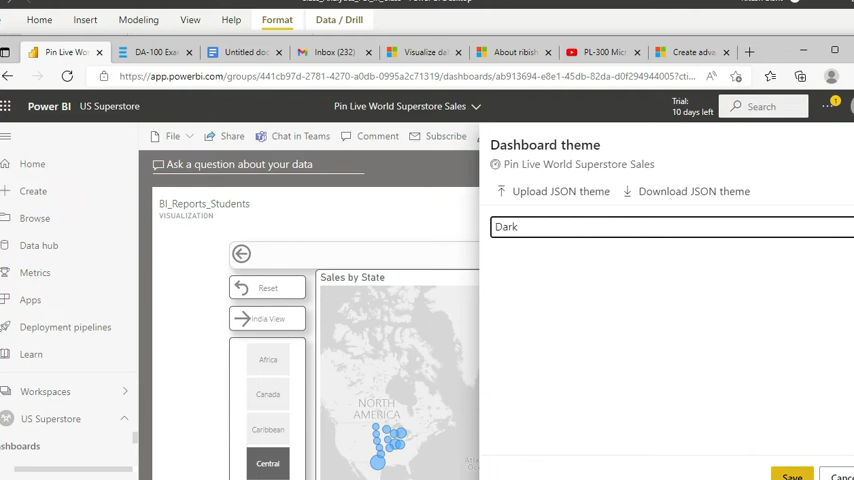 Home Insert Modeling View Help Format Data / Drill
Pin Live Wo DA-100 Exar Untitled doc Inbox (232) Visualize dat About ribish PL-300 Micr Create adva
https://app.powerbi.com/groups/441cb97d-2781-4270-a0db-0995a2c71319/dashboards/ab913694-e8e1-45db-82da-d0f294944005?cti...
Power BI US Superstore Pin Live World Superstore Sales Trial: 10 days left Search 1
File Share Chat in Teams Comment Subscribe
Home
Create
Browse
Data hub
Metrics
Apps
Deployment pipelines
Learn
Workspaces
US Superstore
ashboards
Ask a question about your data
BI_Reports_Students
VISUALIZATION
Reset
India View
Africa
Canada
Caribbean
Central
Sales by State
NORTH
AMERICA
Dashboard theme
Pin Live World Superstore Sales
Upload JSON theme Download JSON theme
Dark
Save Cance